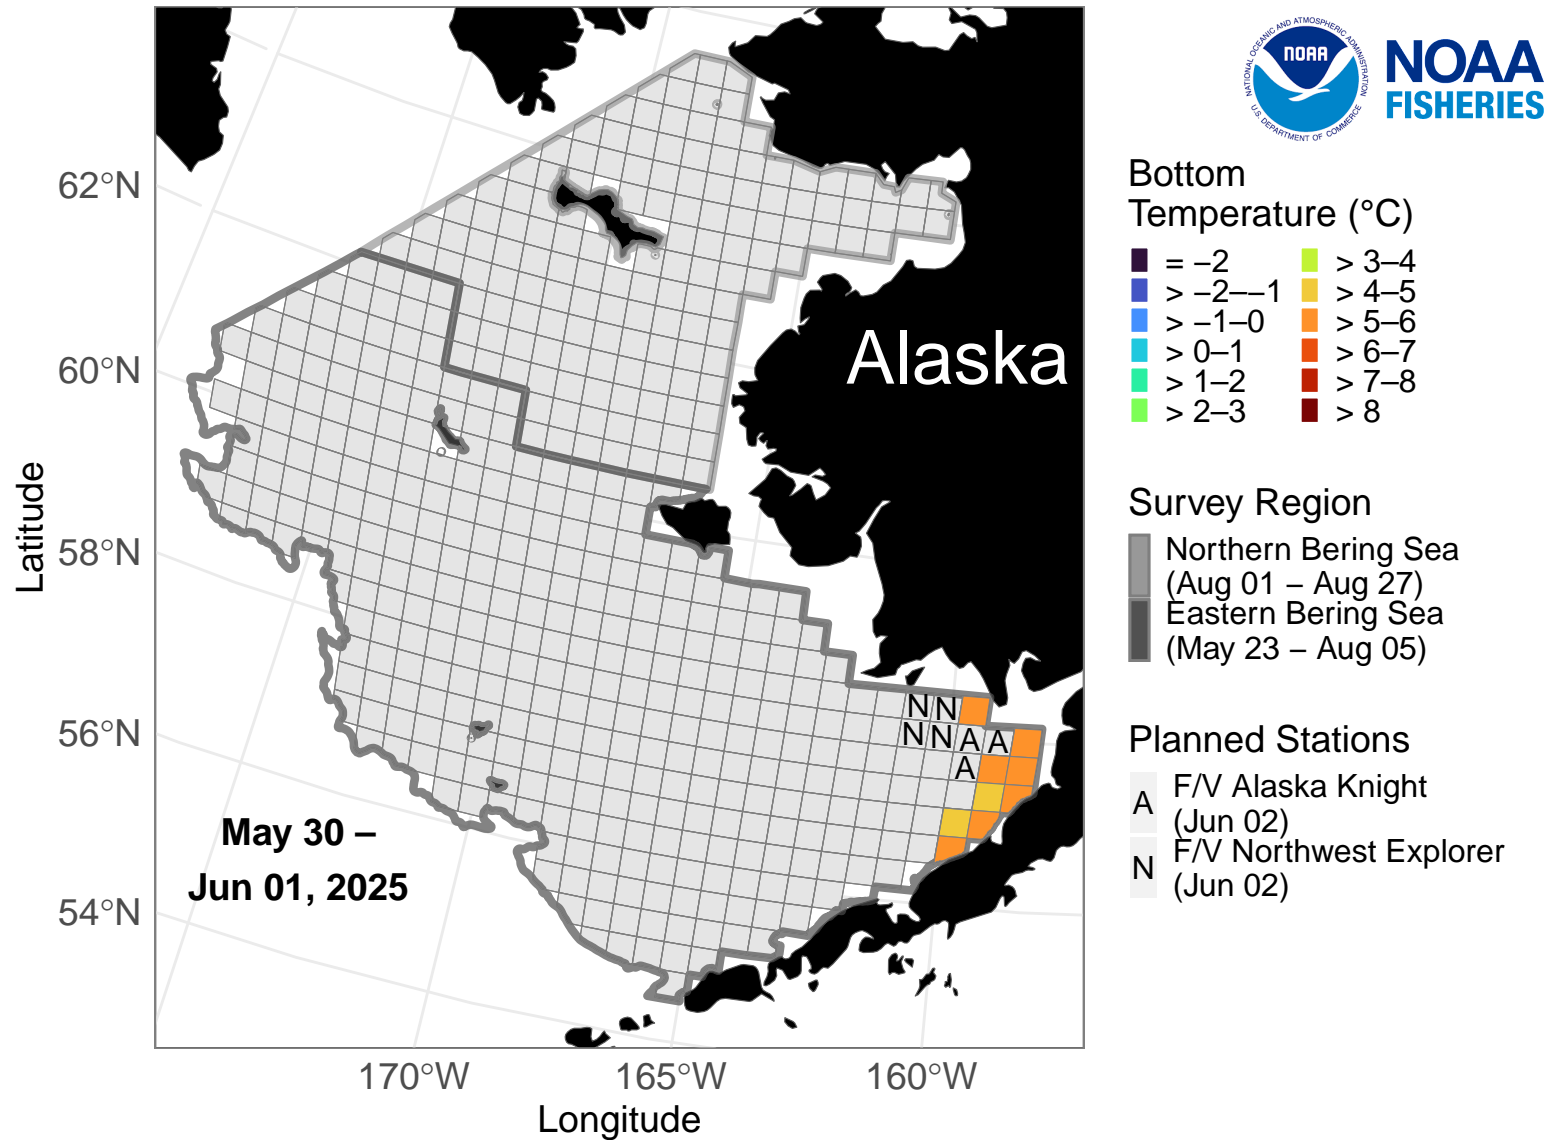 NATIONAL OCEANIC AND ATMOSPHERIC ADMINISTRATION
U.S. DEPARTMENT OF COMMERCE
NOAA
NOAA
FISHERIES
Bottom
Temperature (°C)
= −2
> −2–−1
> −1–0
> 0–1
> 1–2
> 2–3
> 3–4
> 4–5
> 5–6
> 6–7
> 7–8
> 8
Survey Region
Northern Bering Sea
(Aug 01 − Aug 27)
Eastern Bering Sea
(May 23 − Aug 05)
Planned Stations
A F/V Alaska Knight
(Jun 02)
N F/V Northwest Explorer
(Jun 02)
Alaska
N N
N N A A
A
May 30 –
Jun 01, 2025
Latitude
62°N
60°N
58°N
56°N
54°N
170°W 165°W 160°W
Longitude